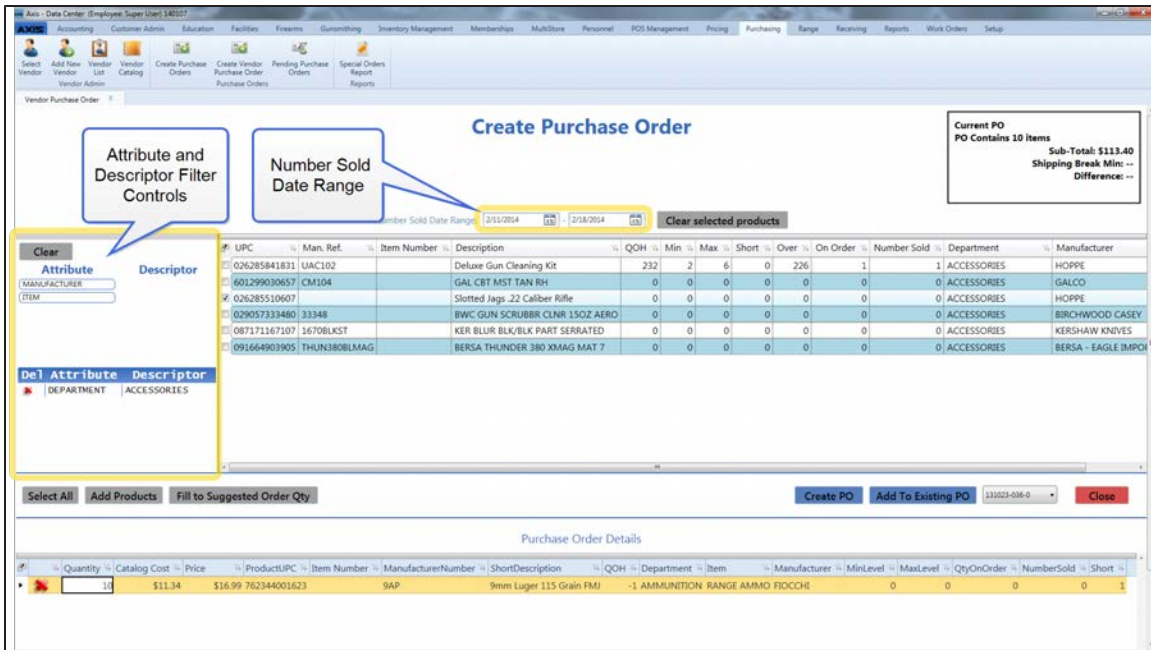 Axis - Data Center (Employee: Super User) 140107
AXIS Accounting Customer Admin Education Facilities Firearms Gunsmithing Inventory Management Memberships MultiStore Personnel POS Management Pricing Purchasing Range Receiving Reports Work Orders Setup
Select Vendor Add New Vendor Vendor List Vendor Catalog Create Purchase Orders Create Vendor Purchase Order Pending Purchase Orders Special Orders Report
Vendor Admin Purchase Orders Reports
Vendor Purchase Order X
Create Purchase Order
Current PO
PO Contains 10 items
Sub-Total: $113.40
Shipping Break Min: --
Difference: --
Attribute and
Descriptor Filter
Controls
Number Sold
Date Range
Number Sold Date Range 2/11/2014 15 - 2/18/2014 15 Clear selected products
Clear
Attribute Descriptor
MANUFACTURER
ITEM
Del Attribute Descriptor
DEPARTMENT ACCESSORIES
UPC Man. Ref. Item Number Description QOH Min Max Short Over On Order Number Sold Department Manufacturer
026285841831 UAC102 Deluxe Gun Cleaning Kit 232 2 6 0 226 1 1 ACCESSORIES HOPPE
601299030657 CM104 GAL CBT MST TAN RH 0 0 0 0 0 0 0 ACCESSORIES GALCO
026285510607 Slotted Jags .22 Caliber Rifle 0 0 0 0 0 0 0 ACCESSORIES HOPPE
029057333480 33348 BWC GUN SCRUBBR CLNR 15OZ AERO 0 0 0 0 0 0 0 ACCESSORIES BIRCHWOOD CASEY
087171167107 1670BLKST KER BLUR BLK/BLK PART SERRATED 0 0 0 0 0 0 0 ACCESSORIES KERSHAW KNIVES
091664903905 THUN380BLMAG BERSA THUNDER 380 XMAG MAT 7 0 0 0 0 0 0 0 ACCESSORIES BERSA - EAGLE IMPO
Select All Add Products Fill to Suggested Order Qty Create PO Add To Existing PO 131023-036-0 Close
Purchase Order Details
Quantity Catalog Cost Price ProductUPC Item Number ManufacturerNumber ShortDescription QOH Department Item Manufacturer MinLevel MaxLevel QtyOnOrder NumberSold Short
10 $11.34 $16.99 762344001623 9AP 9mm Luger 115 Grain FMJ -1 AMMUNITION RANGE AMMO FIOCCHI 0 0 0 0 1